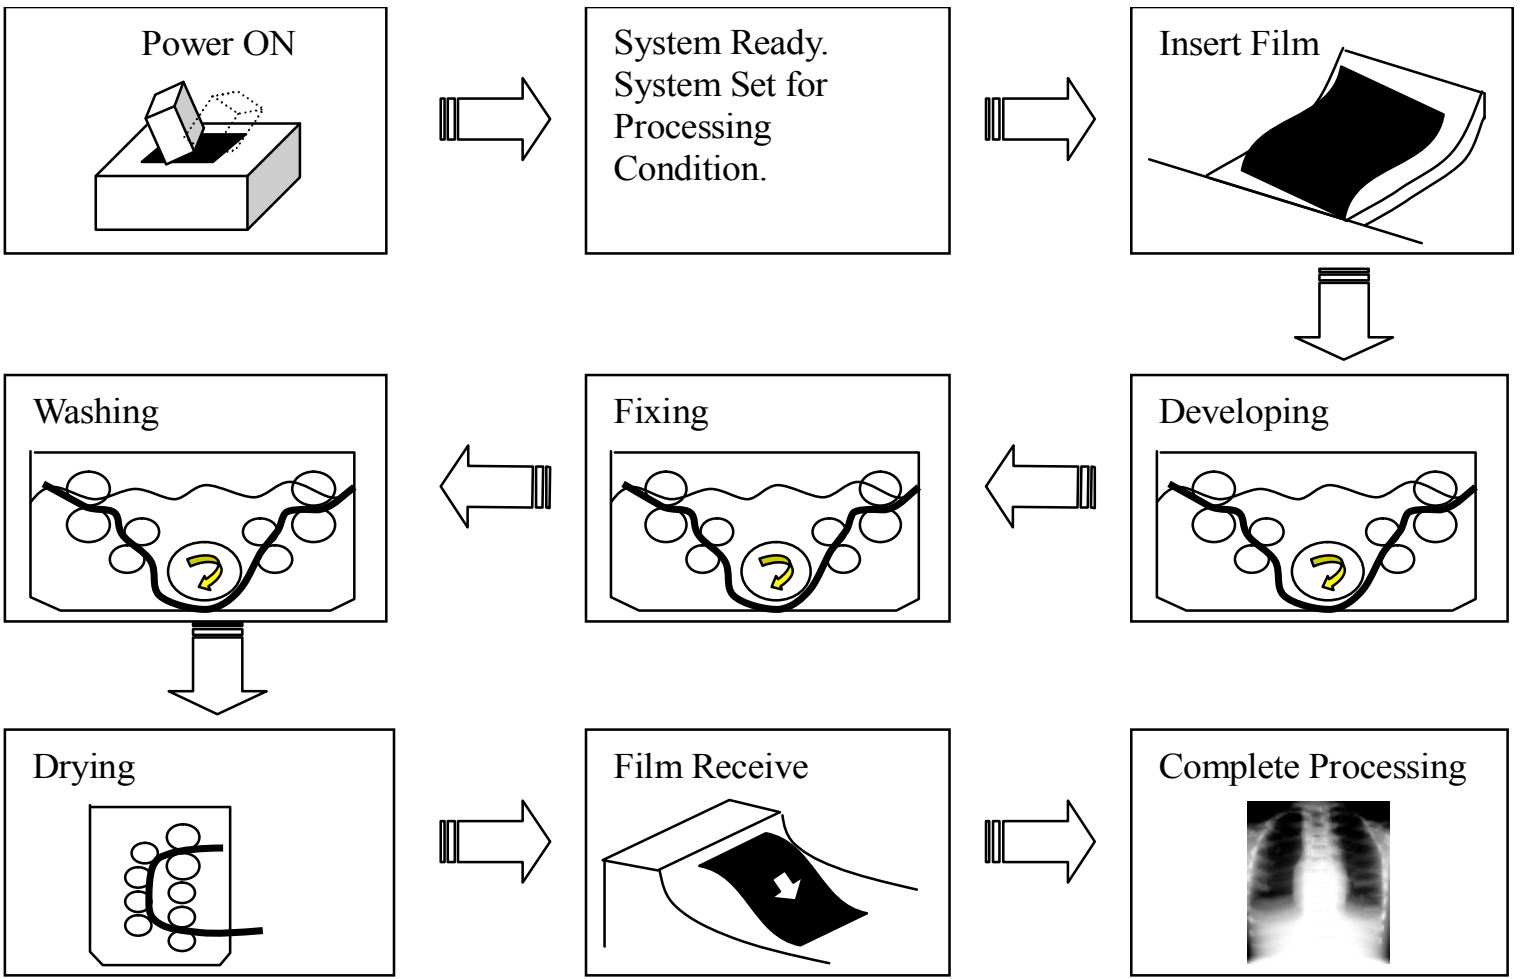 Power ON
System Ready.
System Set for
Processing
Condition.
Insert Film
Developing
Fixing
Washing
Drying
Film Receive
Complete Processing